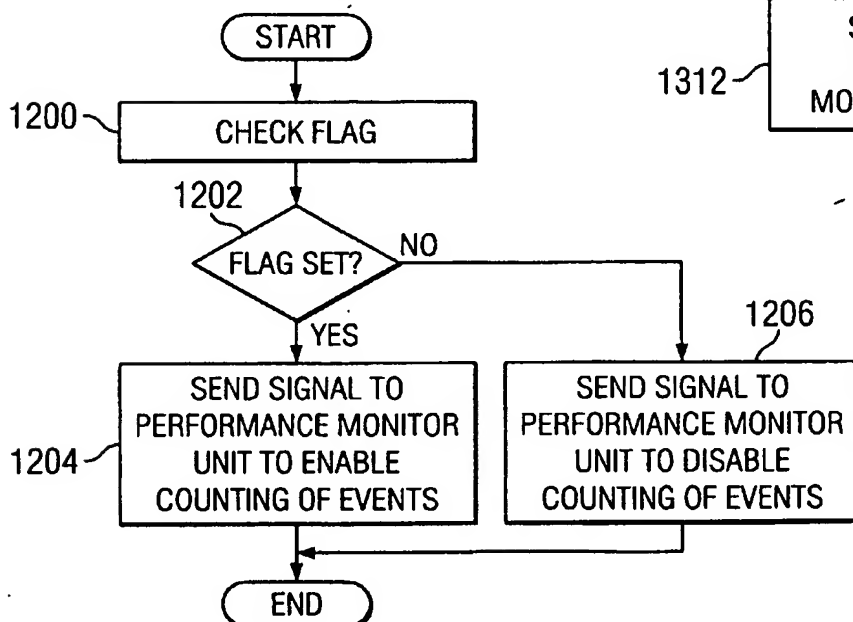 START
1312
S
MO
1200
CHECK FLAG
1202
FLAG SET?
NO
YES
1206
1204
SEND SIGNAL TO
PERFORMANCE MONITOR
UNIT TO ENABLE
COUNTING OF EVENTS
SEND SIGNAL TO
PERFORMANCE MONITOR
UNIT TO DISABLE
COUNTING OF EVENTS
END